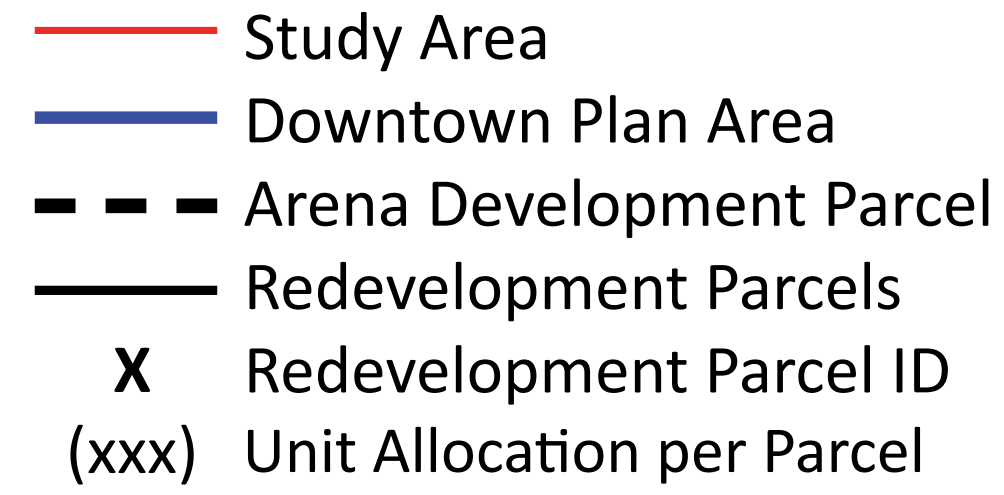 Study Area
Downtown Plan Area
Arena Development Parcel
Redevelopment Parcels
X Redevelopment Parcel ID
(xxx) Unit Allocation per Parcel